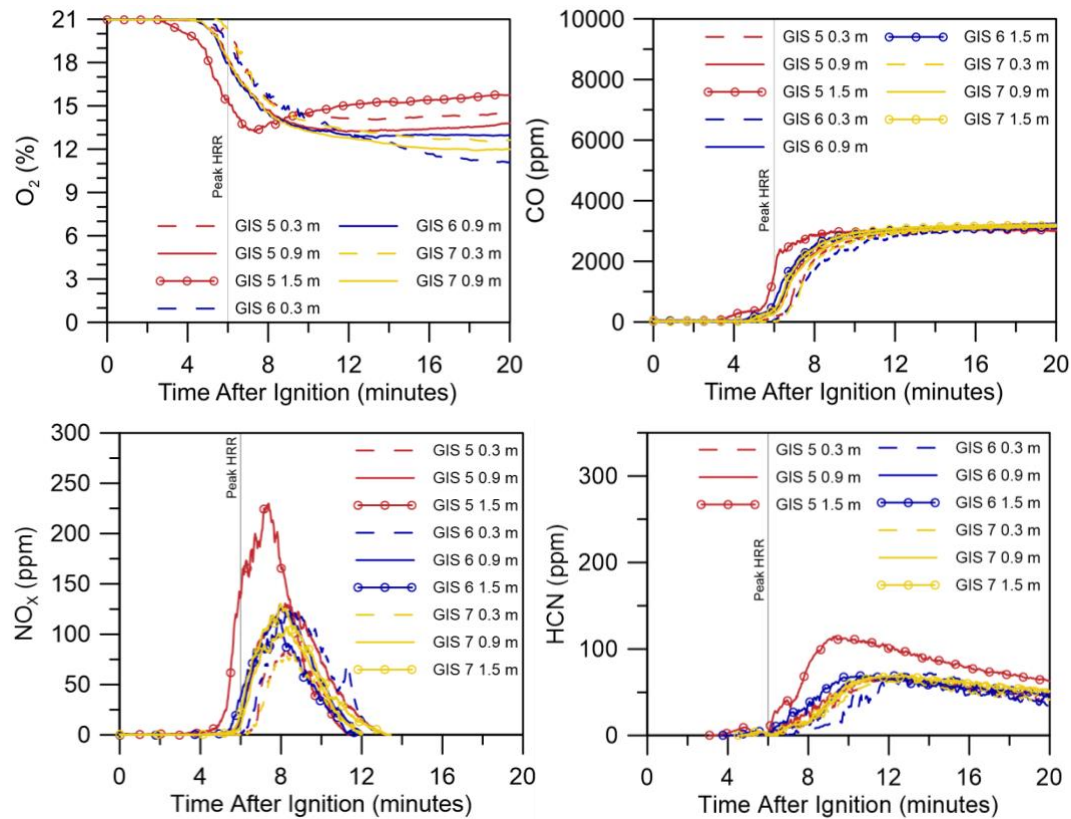 21
18
15
12
9
6
3
0
O2 (%)
Peak HRR
GIS 5 0.3 m
GIS 5 0.9 m
GIS 5 1.5 m
GIS 6 0.3 m
GIS 6 0.9 m
GIS 7 0.3 m
GIS 7 0.9 m
0 4 8 12 16 20
Time After Ignition (minutes)
10000
8000
6000
4000
2000
0
CO (ppm)
Peak HRR
GIS 5 0.3 m
GIS 5 0.9 m
GIS 5 1.5 m
GIS 6 0.3 m
GIS 6 0.9 m
GIS 6 1.5 m
GIS 7 0.3 m
GIS 7 0.9 m
GIS 7 1.5 m
0 4 8 12 16 20
Time After Ignition (minutes)
300
250
225
200
150
100
50
0
NOX (ppm)
Peak HRR
GIS 5 0.3 m
GIS 5 0.9 m
GIS 5 1.5 m
GIS 6 0.3 m
GIS 6 0.9 m
GIS 6 1.5 m
GIS 7 0.3 m
GIS 7 0.9 m
GIS 7 1.5 m
0 4 8 12 16 20
Time After Ignition (minutes)
300
200
100
0
HCN (ppm)
Peak HRR
GIS 5 0.3 m
GIS 5 0.9 m
GIS 5 1.5 m
GIS 6 0.3 m
GIS 6 0.9 m
GIS 6 1.5 m
GIS 7 0.3 m
GIS 7 0.9 m
GIS 7 1.5 m
0 4 8 12 16 20
Time After Ignition (minutes)